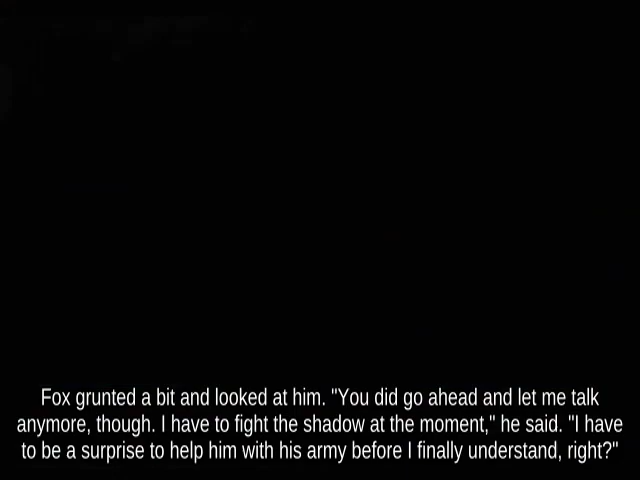 Fox grunted a bit and looked at him. "You did go ahead and let me talk
anymore, though. I have to fight the shadow at the moment," he said. "I have
to be a surprise to help him with his army before I finally understand, right?"